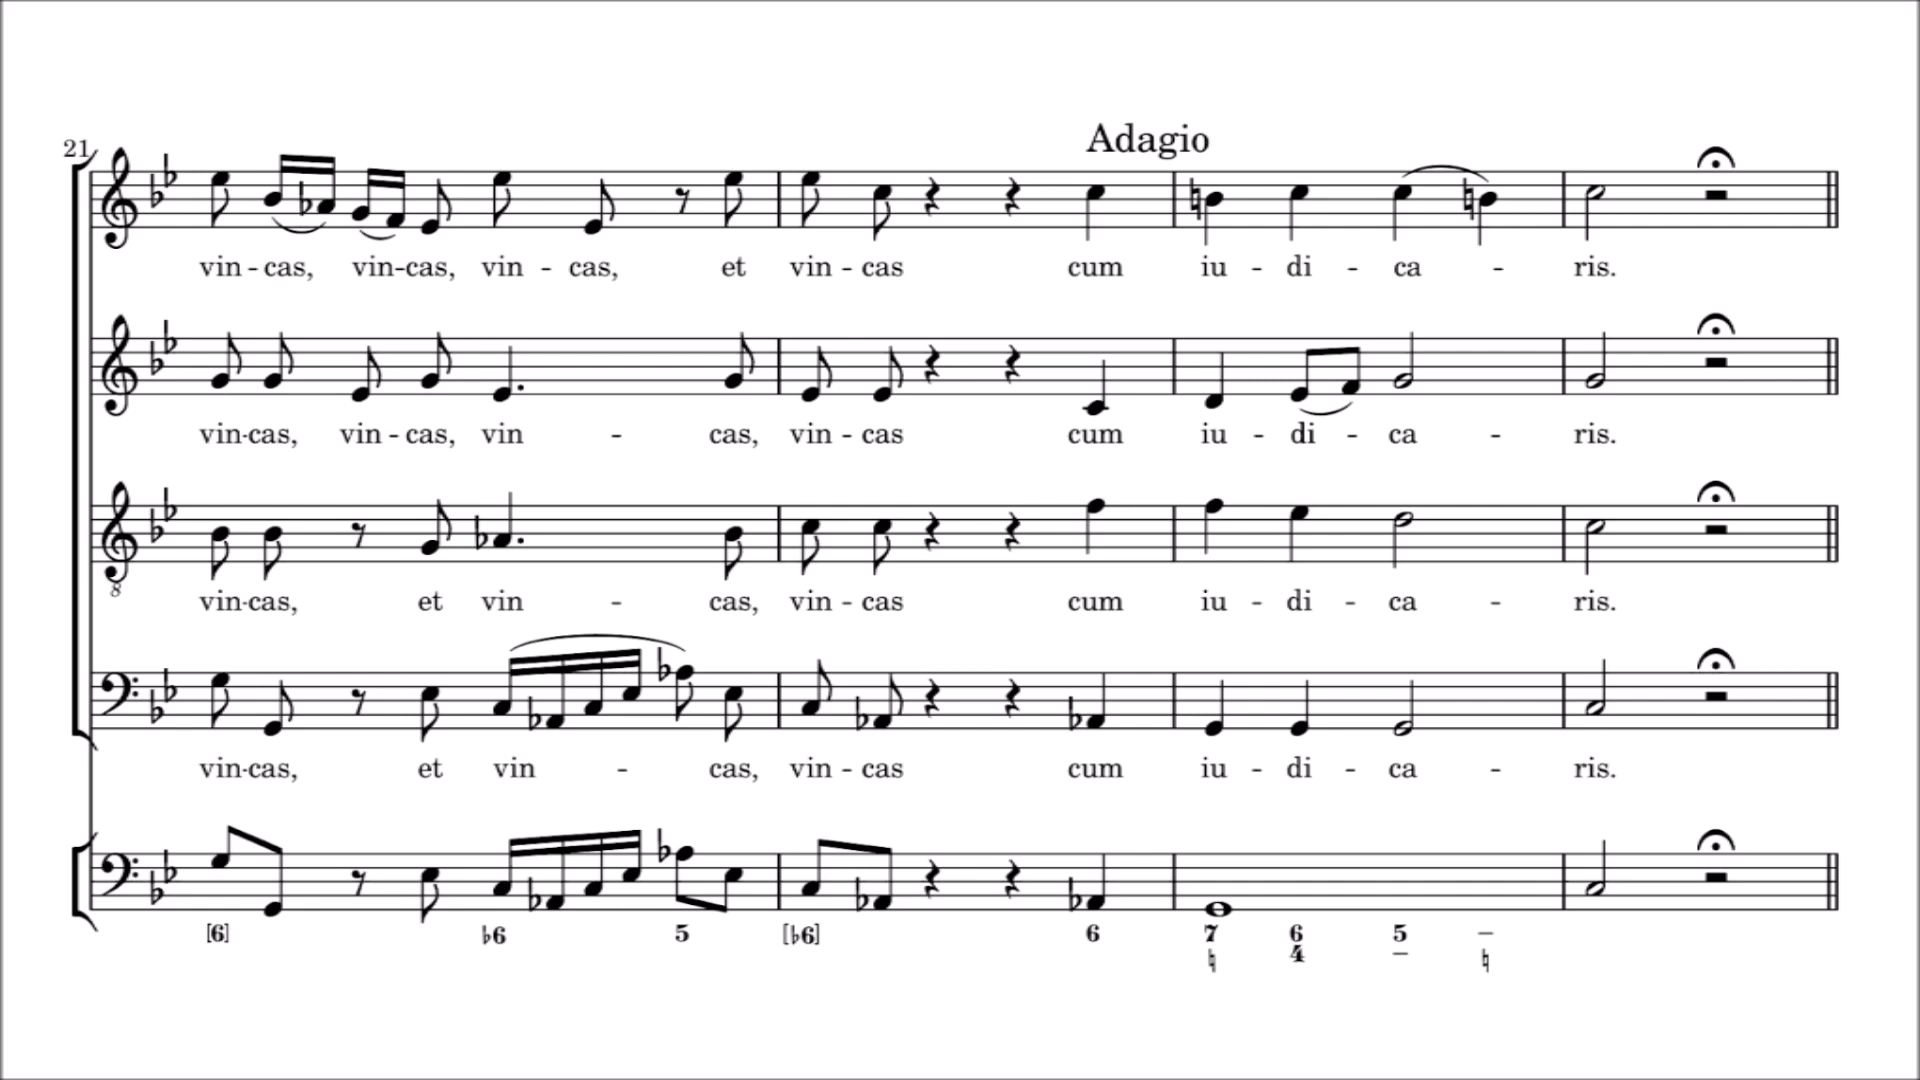 Adagio
21
vin - cas, vin - cas, vin - cas, et vin - cas cum iu - di - ca - ris.
vin - cas, vin - cas, vin - cas, vin - cas cum iu - di - ca - ris.
8
vin - cas, et vin - cas, vin - cas cum iu - di - ca - ris.
vin - cas, et vin - cas, vin - cas cum iu - di - ca - ris.
[6] ♭6 5 [♭6] 6 7 6 5 –
♮ 4 – ♮